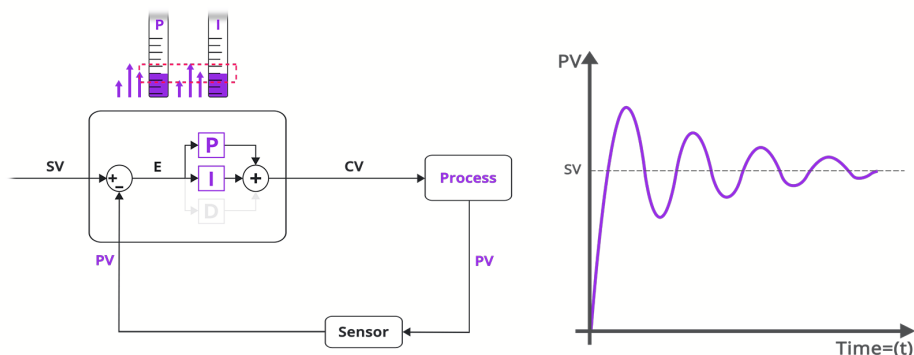 P
I
SV
+
−
E
P
I
D
+
CV
Process
PV
PV
Sensor
PV
SV
Time=(t)